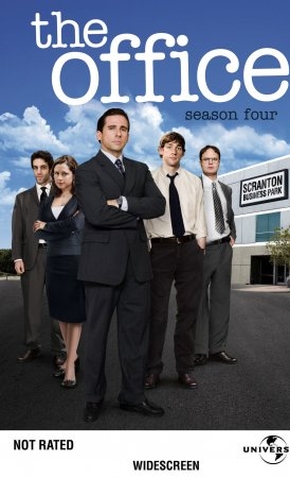 the
office
season four
SCRANTON
BUSINESS PARK
NOT RATED
WIDESCREEN
UNIVERS